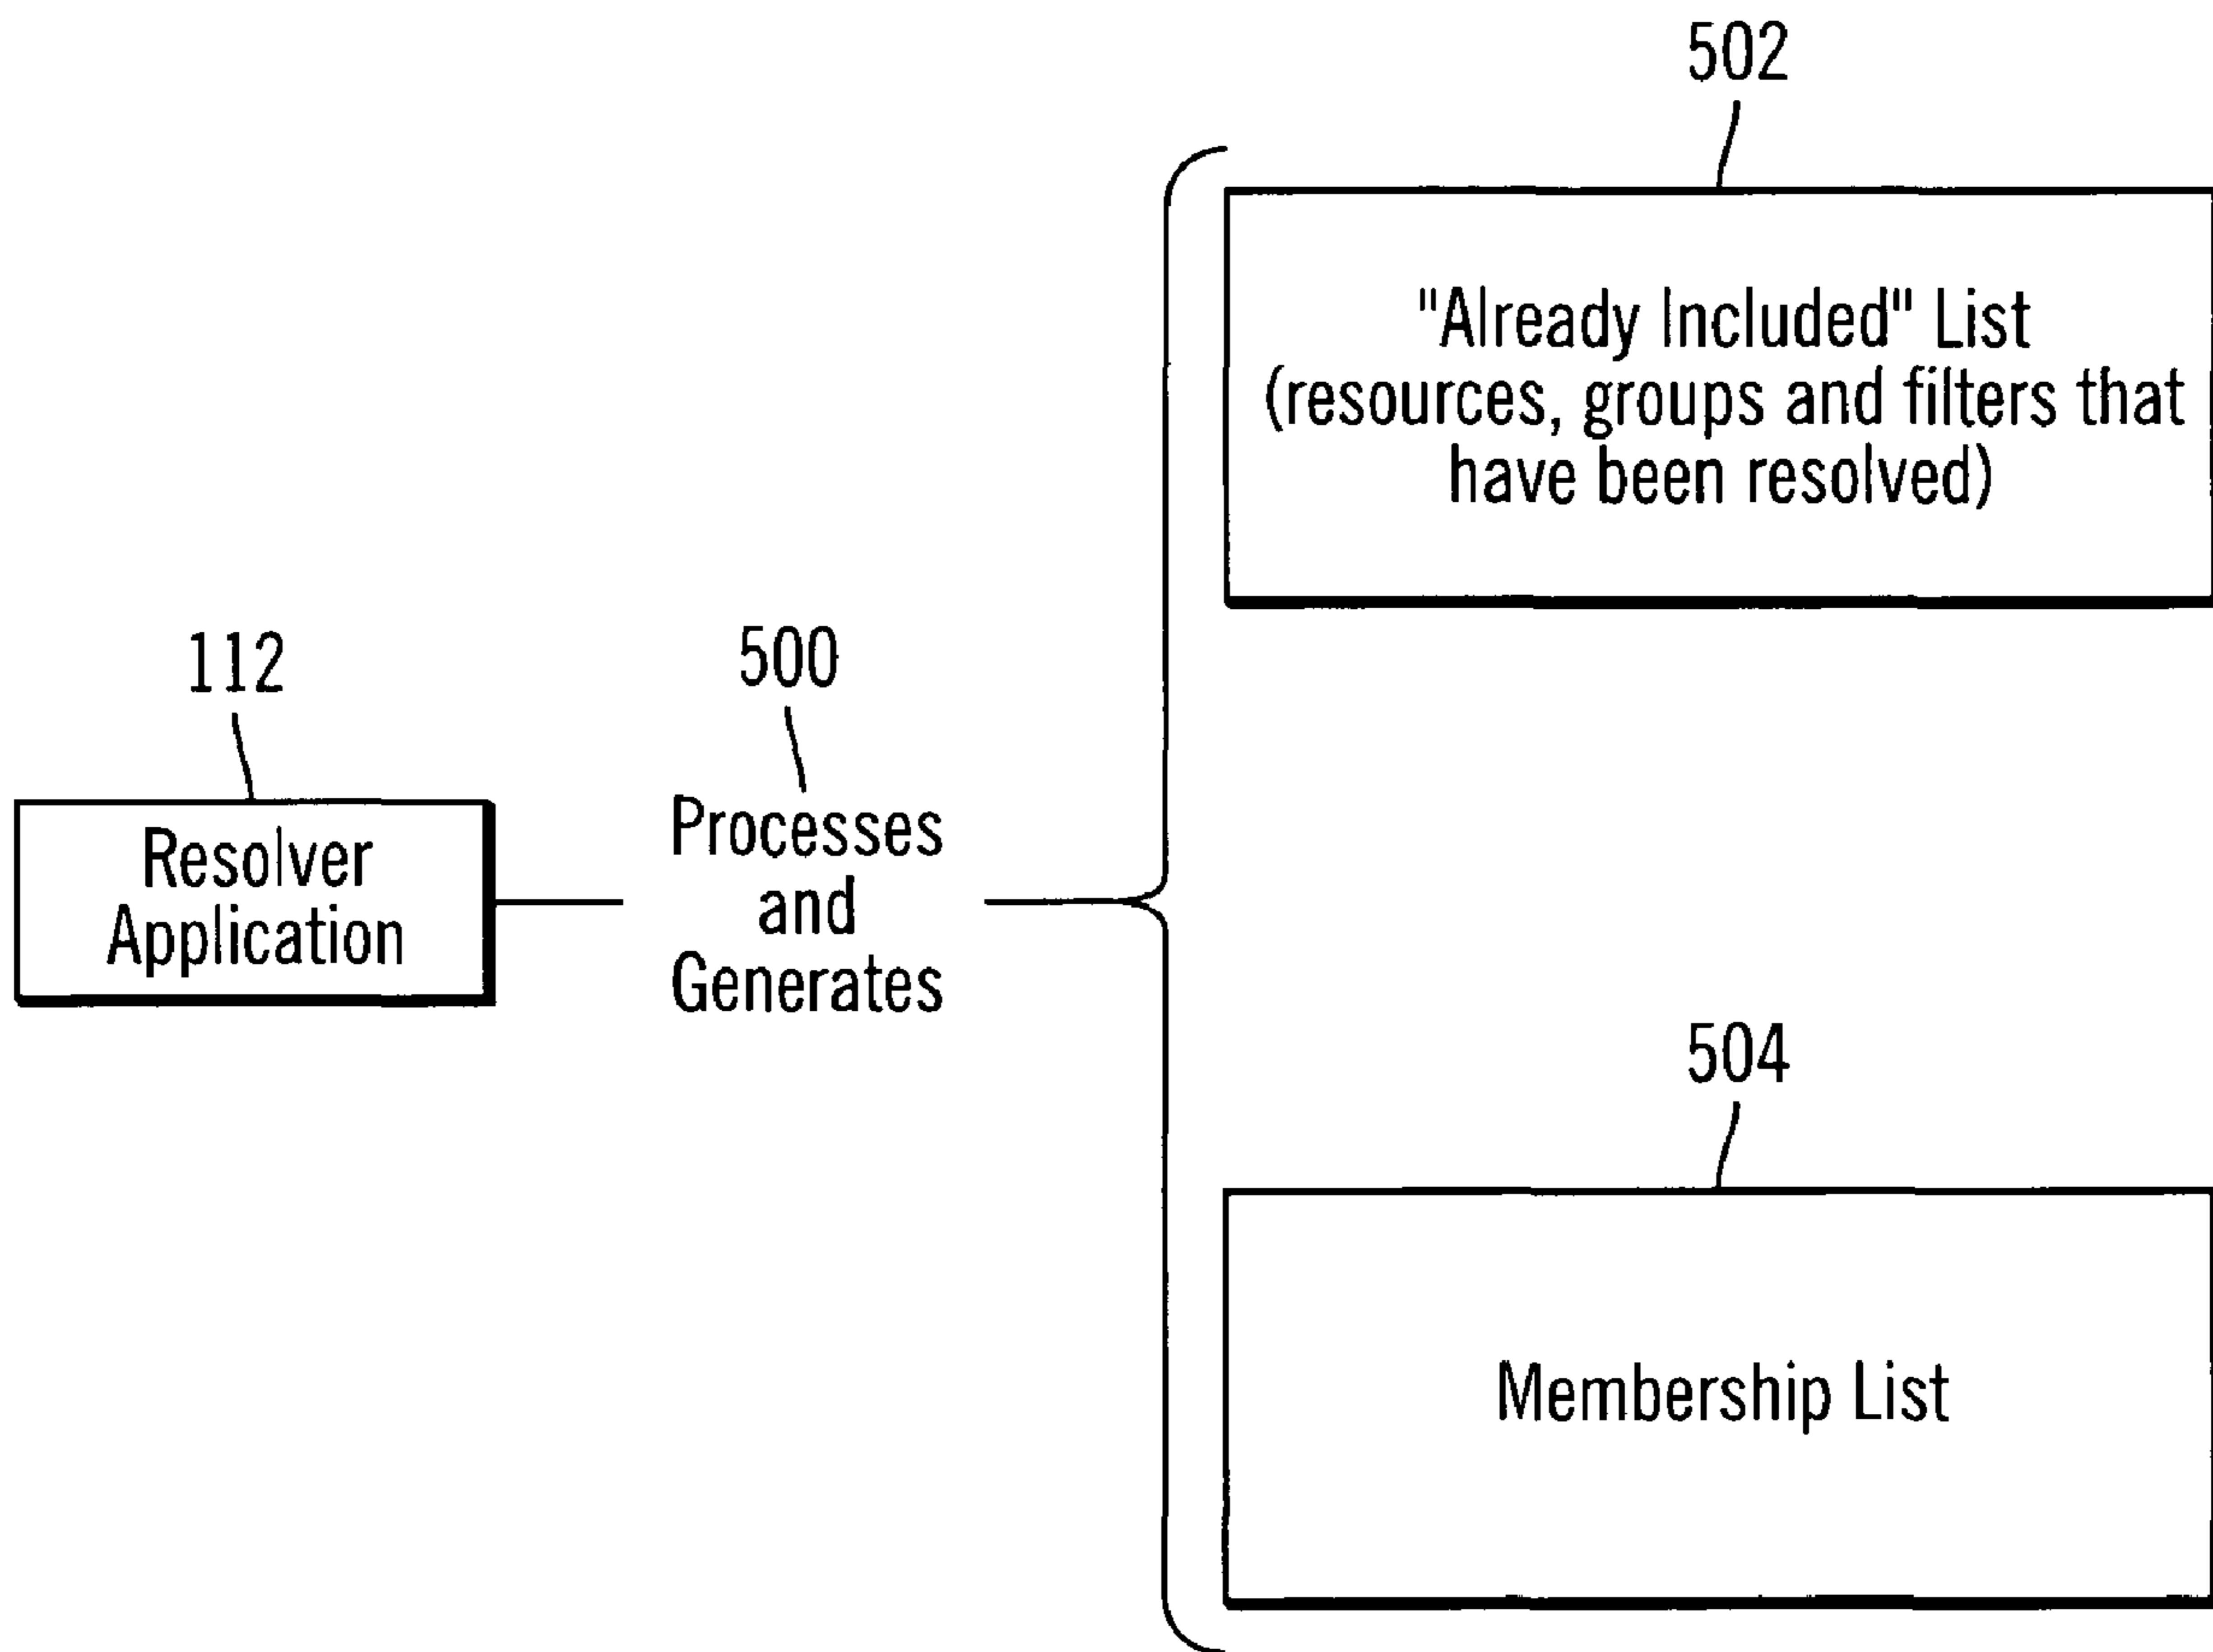 502
"Already Included" List
(resources, groups and filters that
have been resolved)
112
Resolver
Application
500
Processes
and
Generates
504
Membership List